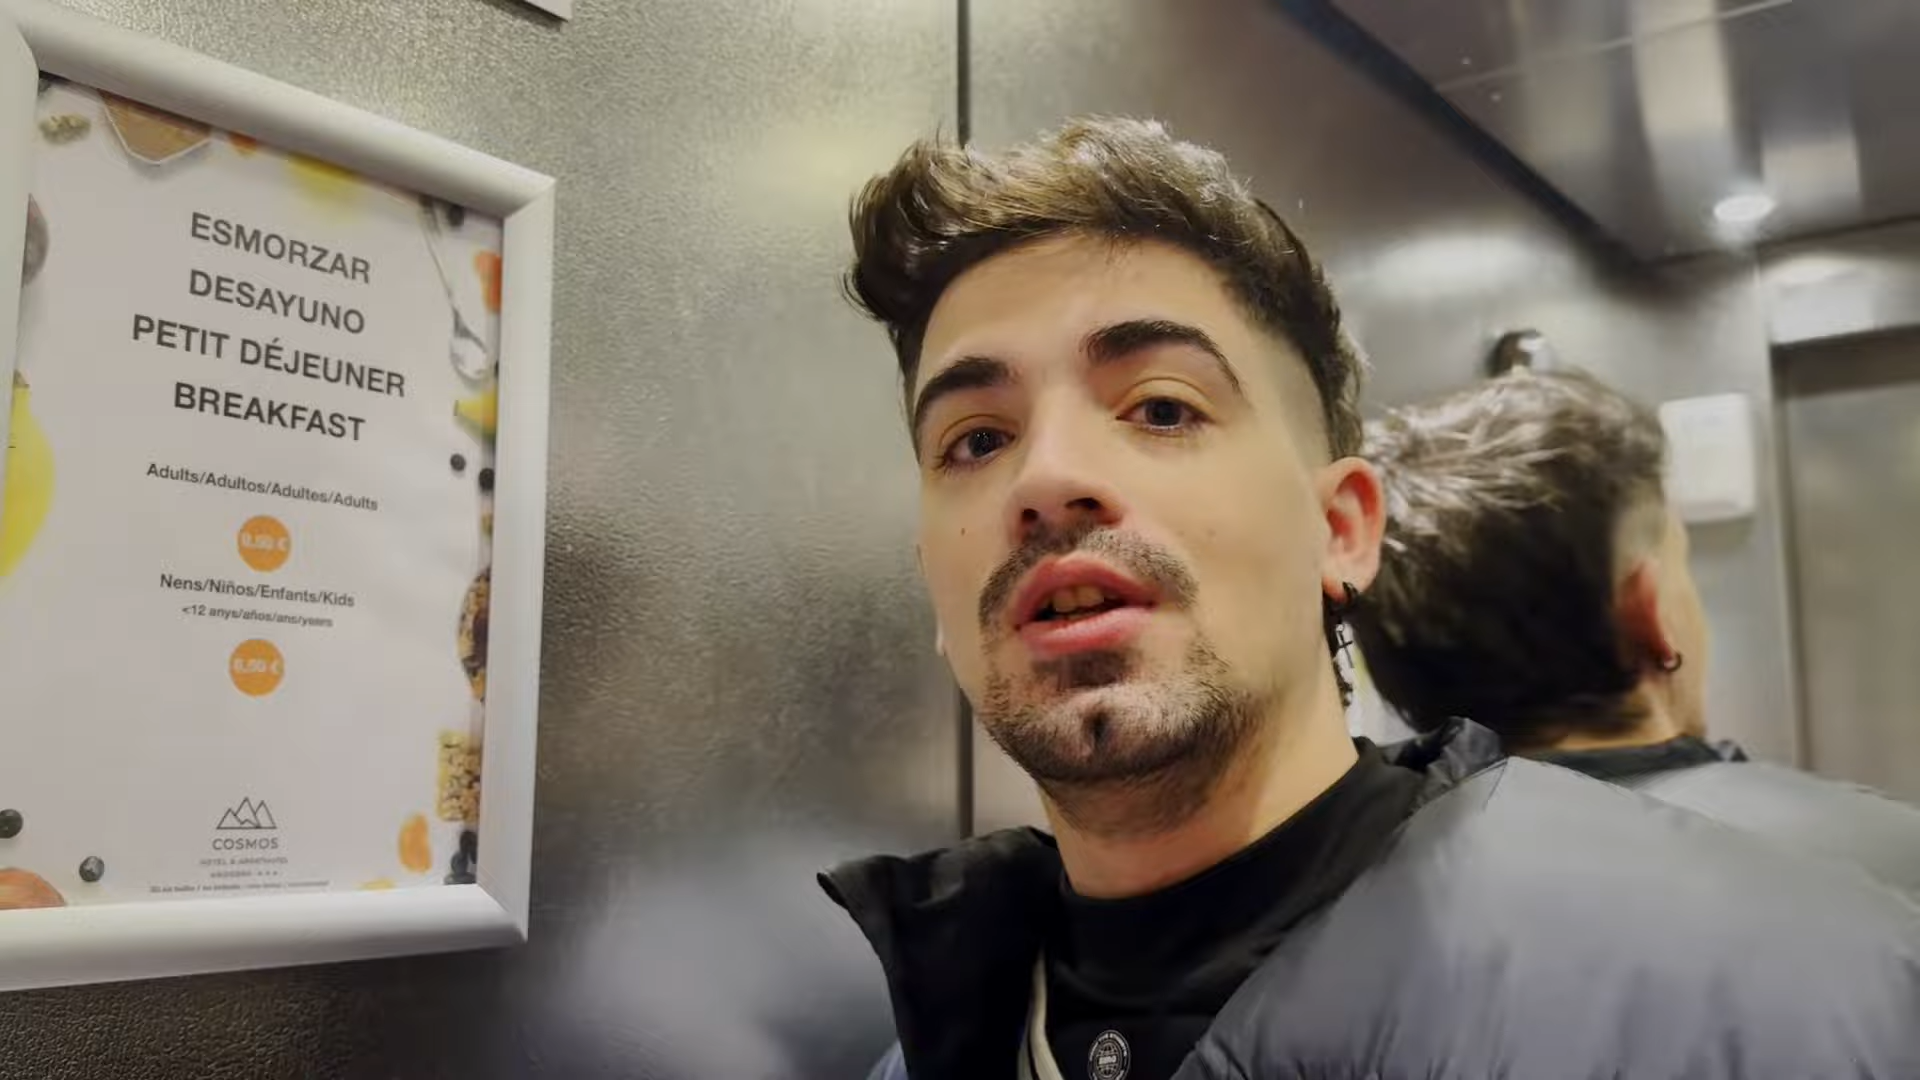 ESMORZAR
DESAYUNO
PETIT DÉJEUNER
BREAKFAST
Adults/Adultos/Adultes/Adults
Nens/Niños/Enfants/Kids
<12 anys/años/ans/years
COSMOS